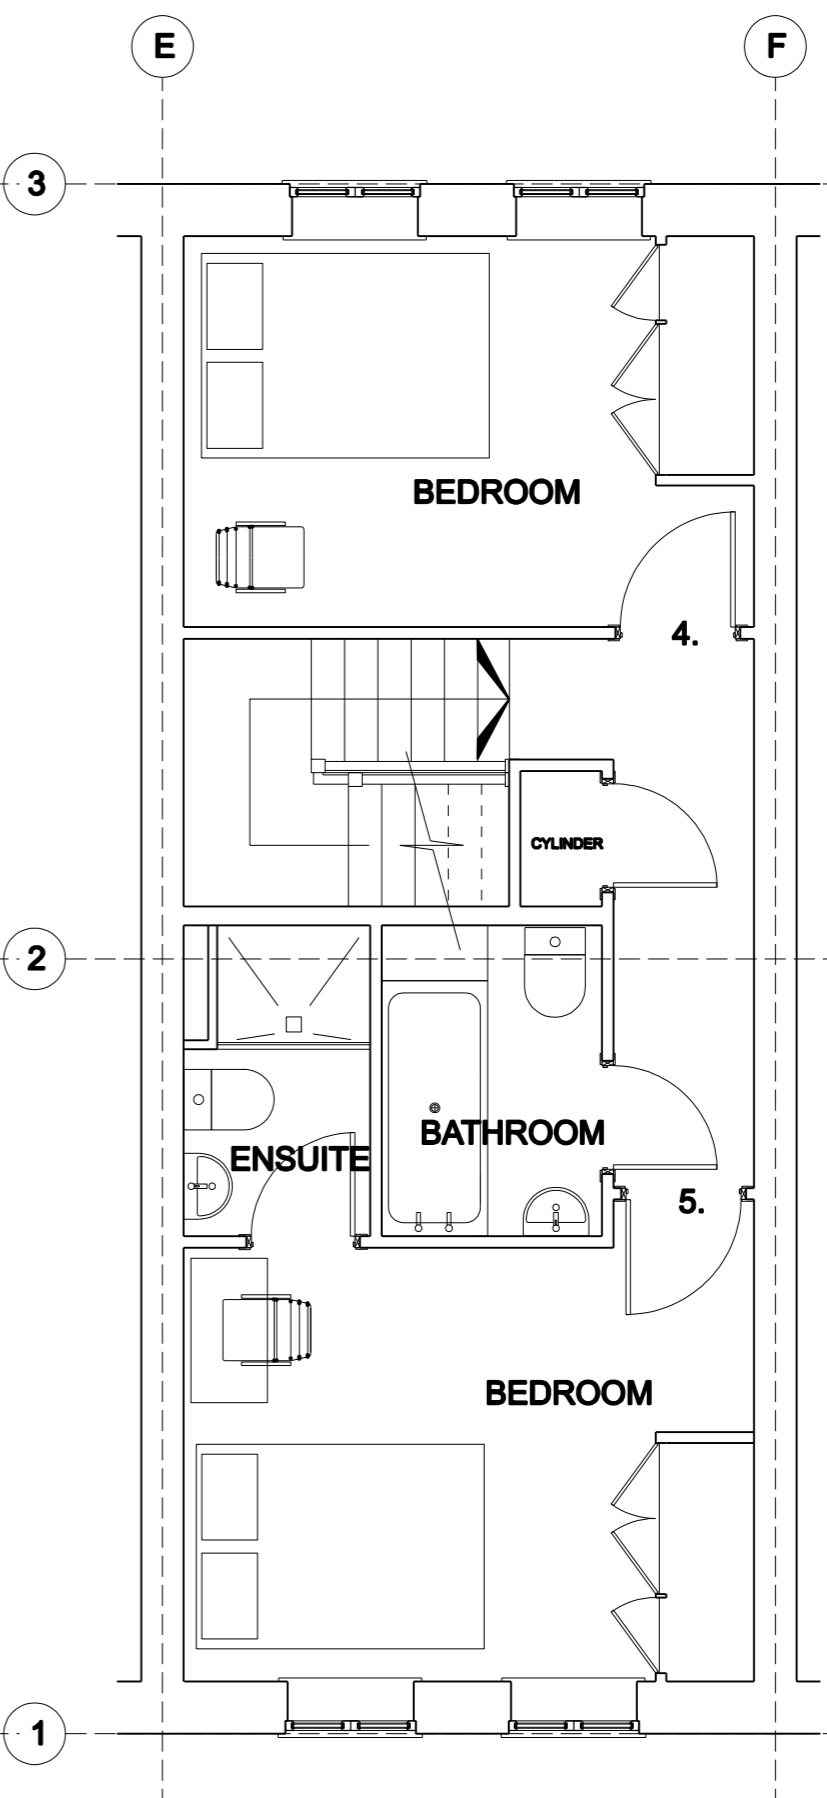 E
F
3
BEDROOM
4.
CYLINDER
2
BATHROOM
ENSUITE
5.
BEDROOM
1